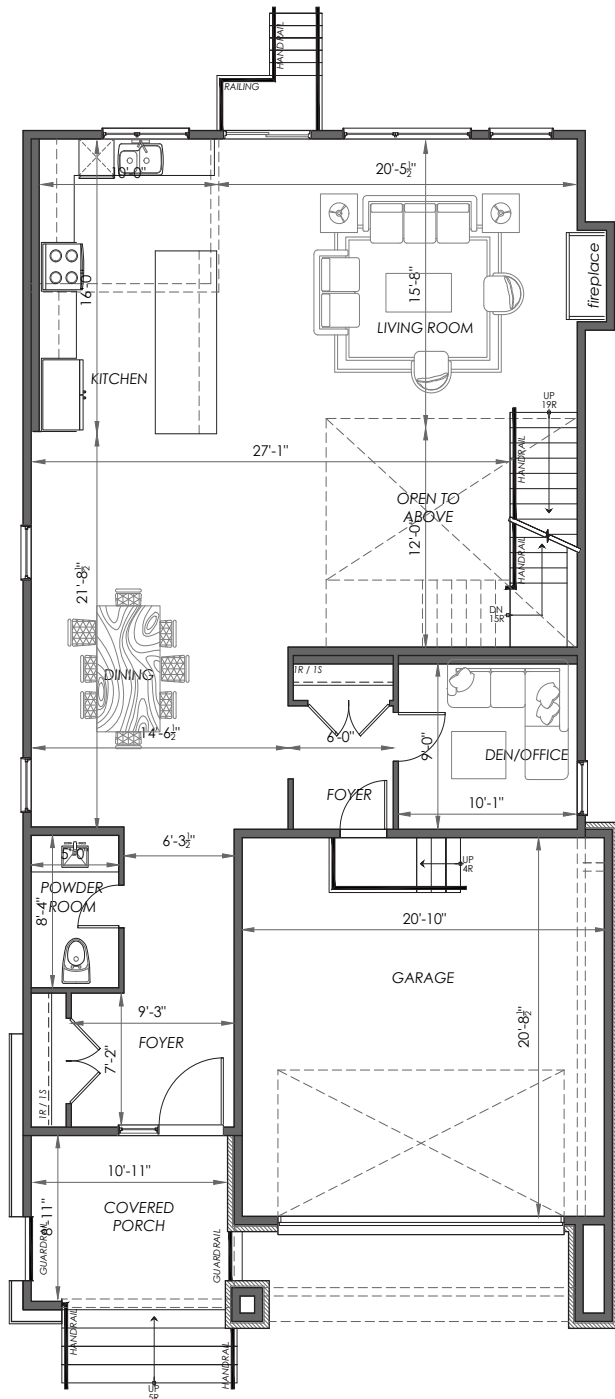 HANDRAIL
RAILING
10'-0"
20'-5½"
16'-0"
15'-8"
fireplace
LIVING ROOM
KITCHEN
UP
19R
27'-1"
HANDRAIL
OPEN TO
ABOVE
12'-0"
HANDRAIL
21'-8½"
DN
15R
DINING
1R / 1S
14'-6½"
6'-0"
9'-0"
DEN/OFFICE
FOYER
10'-1"
6'-3½"
5'-0"
POWDER
ROOM
8'-4"
UP
4R
20'-10"
GARAGE
9'-3"
FOYER
7'-2"
20'-8½"
1R / 1S
10'-11"
COVERED
PORCH
8'-11"
GUARDRAIL
GUARDRAIL
HANDRAIL
HANDRAIL
UP